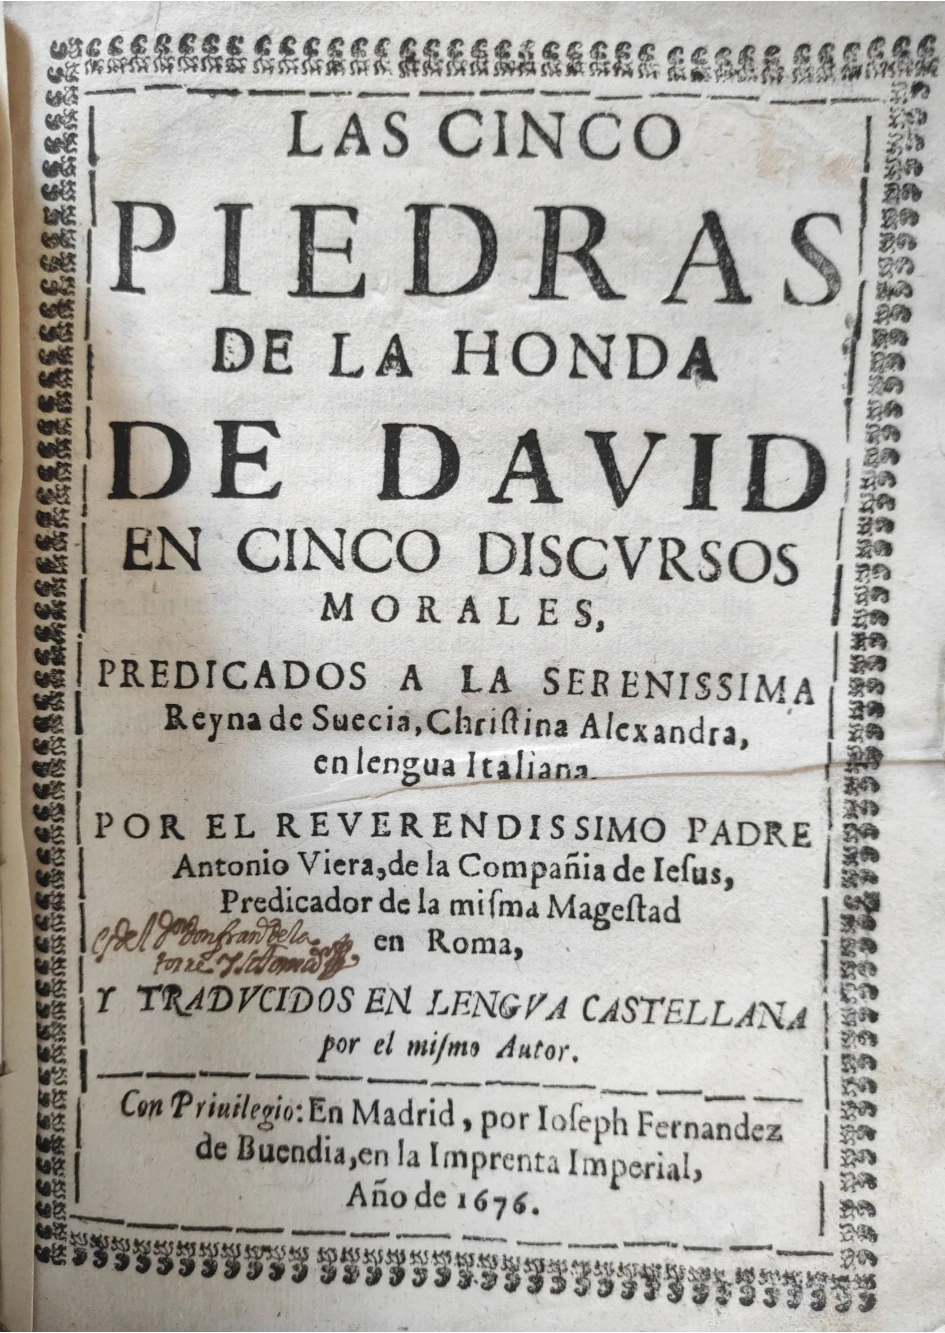 LAS CINCO
PIEDRAS
DE LA HONDA
DE DAVID
EN CINCO DISCVRSOS
MORALES,
PREDICADOS A LA SERENISSIMA
Reyna de Suecia, Chriſtina Alexandra,
en lengua Italiana.
POR EL REVERENDISSIMO PADRE
Antonio Viera, de la Compañia de Ieſus,
Predicador de la miſma Mageſtad
en Roma,
Y TRADVCIDOS EN LENGVA CASTELLANA
por el miſmo Autor.
Con Priuilegio: En Madrid, por Ioſeph Fernandez
de Buendia, en la Imprenta Imperial,
Año de 1676.